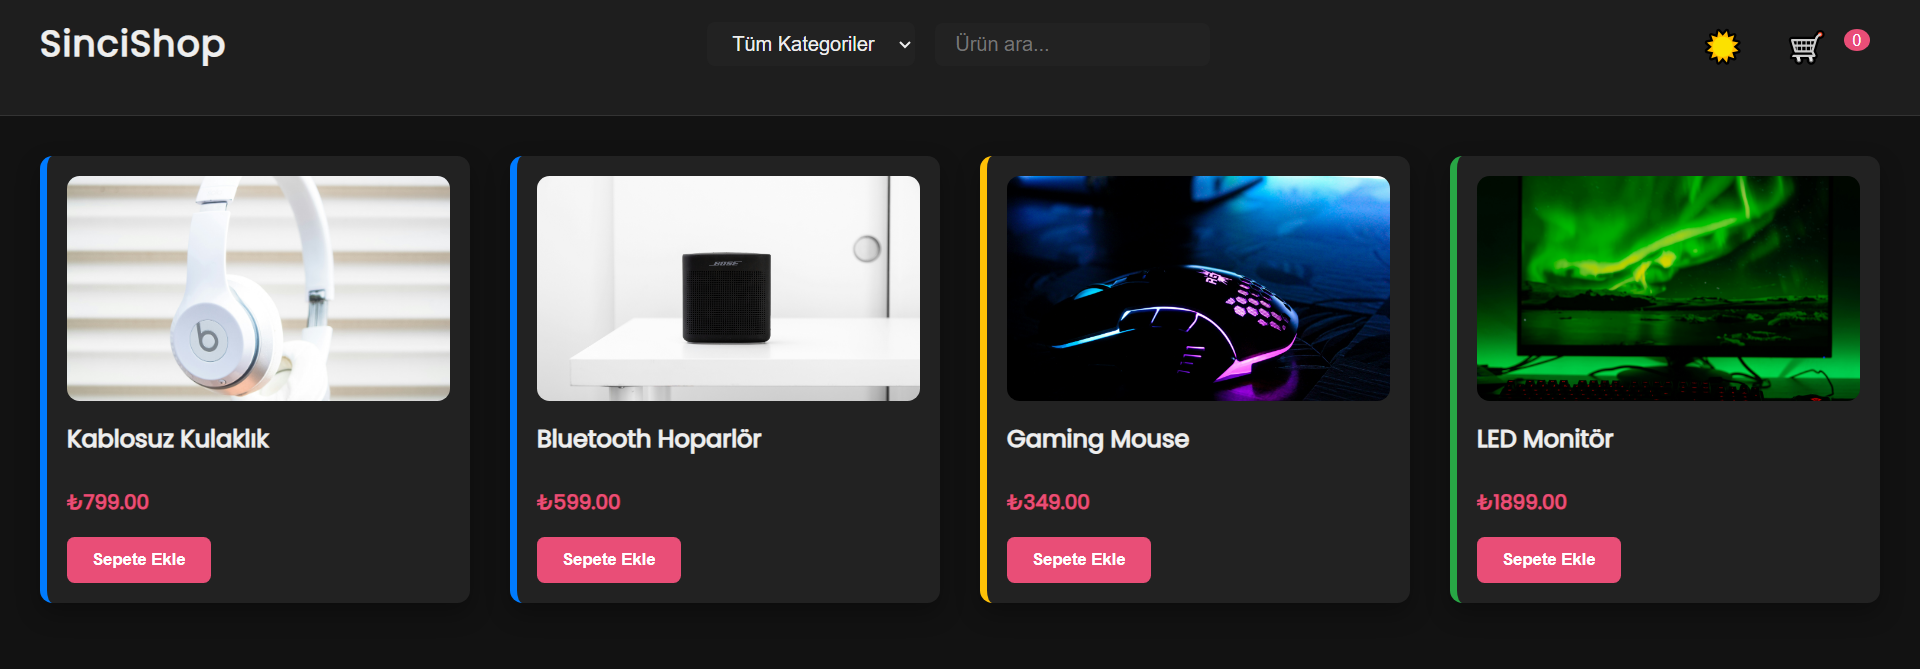 SinciShop
Tüm Kategoriler
Ürün ara...
0
b
BOSE
Kablosuz Kulaklık
₺799.00
Sepete Ekle
Bluetooth Hoparlör
₺599.00
Sepete Ekle
Gaming Mouse
₺349.00
Sepete Ekle
LED Monitör
₺1899.00
Sepete Ekle